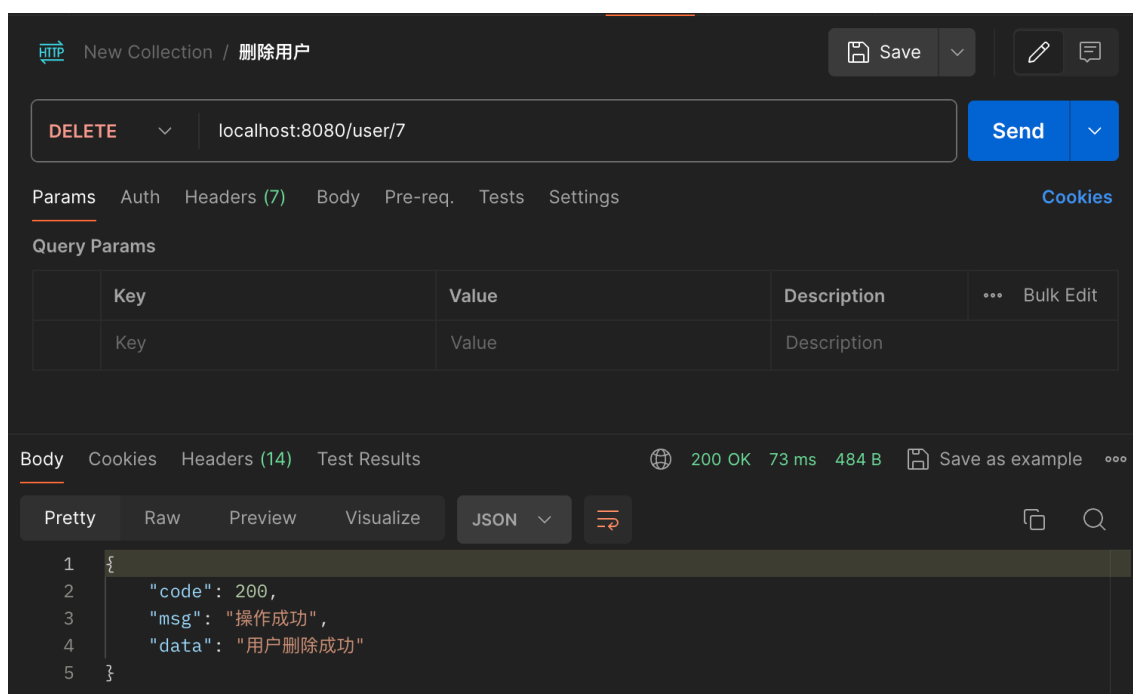 HTTP New Collection / 删除用户 Save
DELETE localhost:8080/user/7 Send
Params Auth Headers (7) Body Pre-req. Tests Settings Cookies
Query Params
Key Value Description Bulk Edit
Key Value Description
Body Cookies Headers (14) Test Results 200 OK 73 ms 484 B Save as example
Pretty Raw Preview Visualize JSON
1 {
2 "code": 200,
3 "msg": "操作成功",
4 "data": "用户删除成功"
5 }